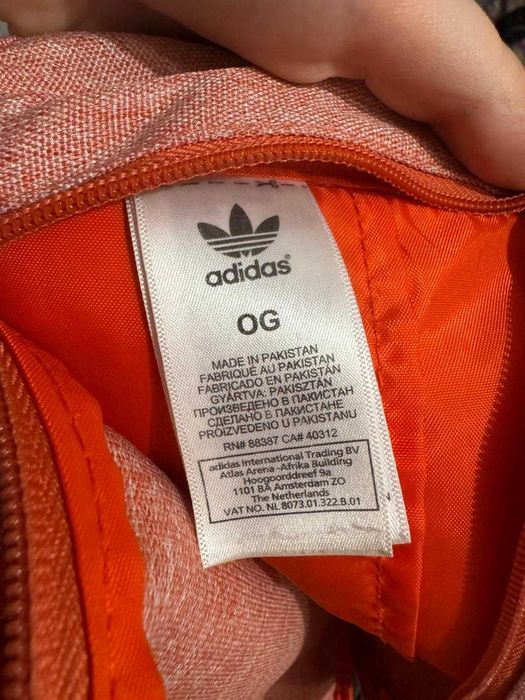 adidas®
OG
MADE IN PAKISTAN
FABRIQUE AU PAKISTAN
FABRICADO EN PAKISTÁN
GYÁRTVA: PAKISZTÁN
ПРОИЗВЕДЕНО В ПАКИСТАН
СДЕЛАНО В ПАКИСТАНЕ
PROIZVEDENO U PAKISTANU
RN# 88387 CA# 40312
adidas International Trading BV
Atlas Arena -Afrika Building
Hoogoorddreef 9a
1101 BA Amsterdam ZO
The Netherlands
VAT NO. NL 8073.01.322.B.01